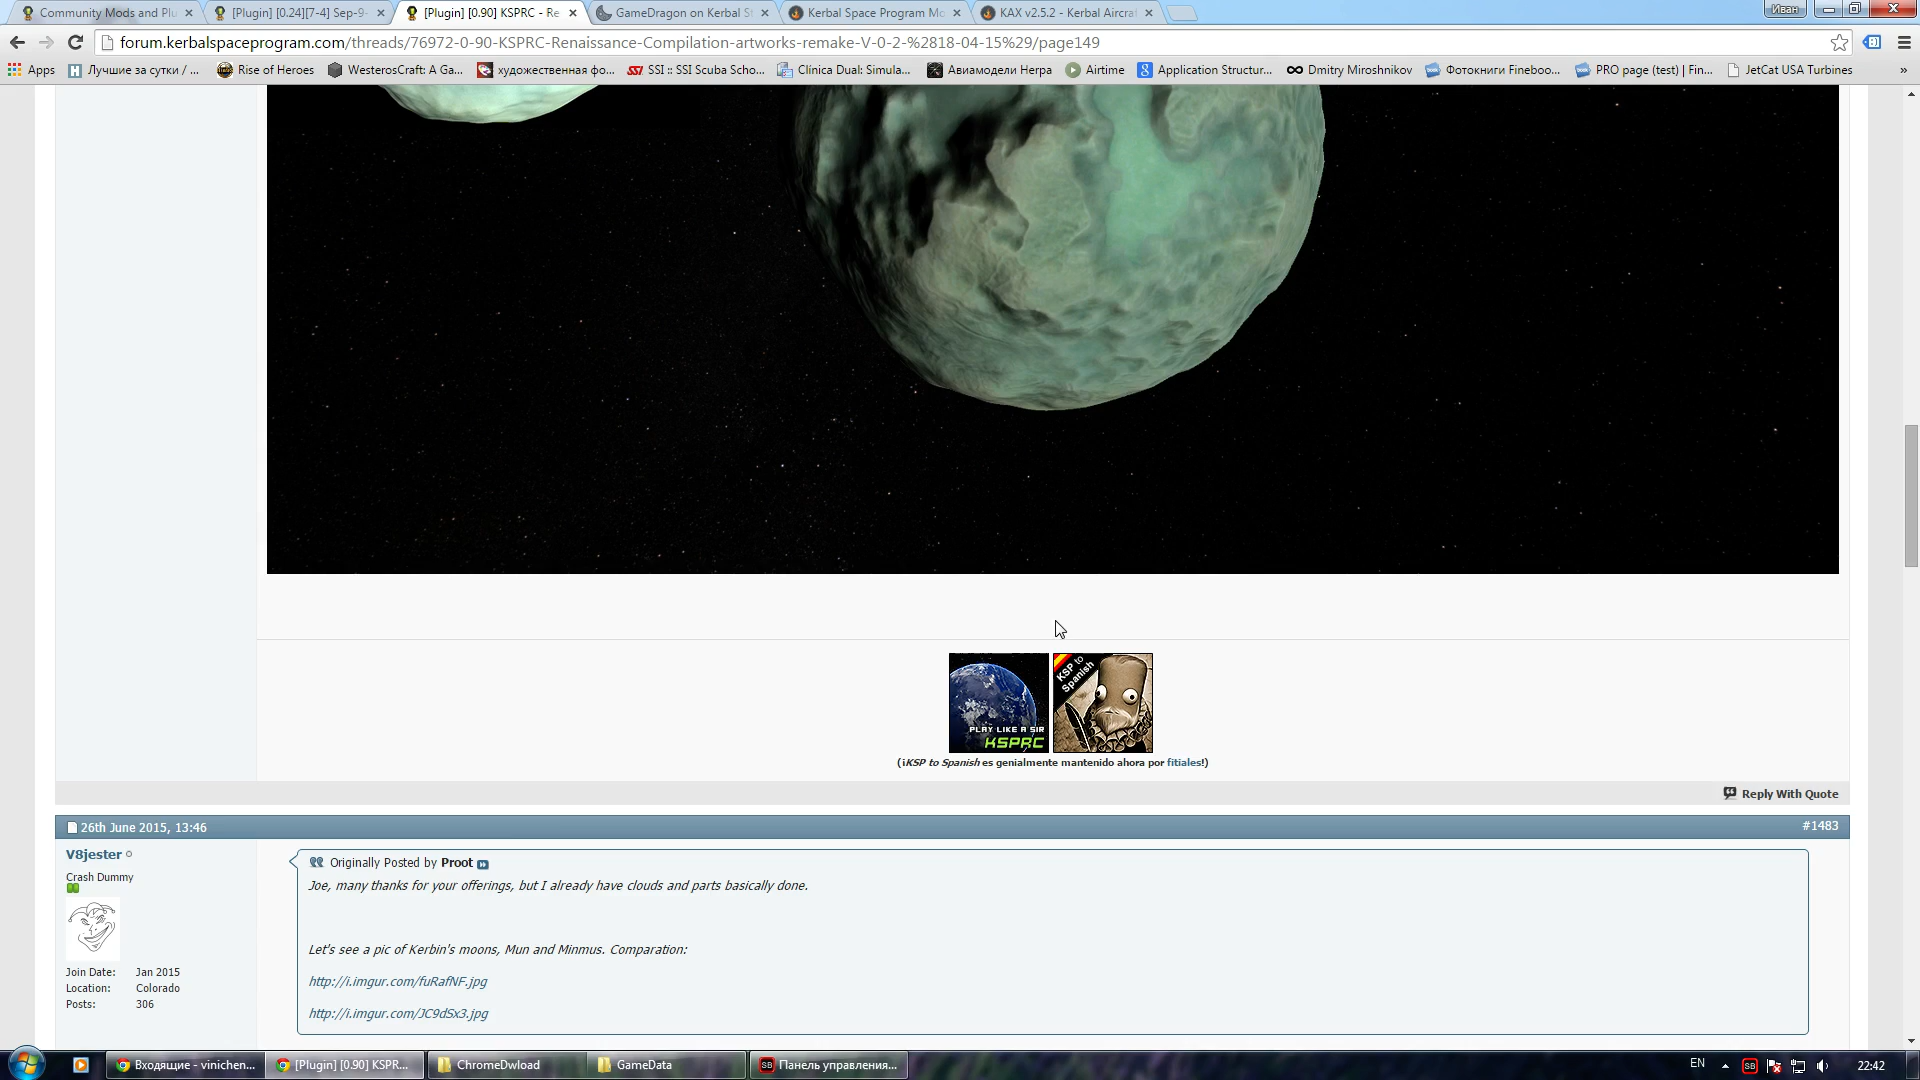 Community Mods and Plu
[Plugin] [0.24][7-4] Sep-9-
[Plugin] [0.90] KSPRC - Re
GameDragon on Kerbal St
Kerbal Space Program Mo
KAX v2.5.2 - Kerbal Aircra
Иван
forum.kerbalspaceprogram.com/threads/76972-0-90-KSPRC-Renaissance-Compilation-artworks-remake-V-0-2-%2818-04-15%29/page149
Apps
Лучшие за сутки / ...
Rise of Heroes
WesterosCraft: A Ga...
художественная фо...
SSI :: SSI Scuba Scho...
Clínica Dual: Simula...
Авиамодели Негра
Airtime
Application Structur...
Dmitry Miroshnikov
Фотокниги Fineboo...
PRO page (test) | Fin...
JetCat USA Turbines
»
PLAY LIKE A SIR
KSPRC
KSP to
Spanish
(¡KSP to Spanish es genialmente mantenido ahora por fitiales!)
Reply With Quote
26th June 2015, 13:46
#1483
V8jester
Crash Dummy
Join Date: Jan 2015
Location: Colorado
Posts: 306
Originally Posted by Proot
Joe, many thanks for your offerings, but I already have clouds and parts basically done.
Let's see a pic of Kerbin's moons, Mun and Minmus. Comparation:
http://i.imgur.com/fuRafNF.jpg
http://i.imgur.com/JC9dSx3.jpg
Входящие - vinichen...
[Plugin] [0.90] KSPR...
ChromeDwload
GameData
SB
Панель управления...
EN
SB
22:42